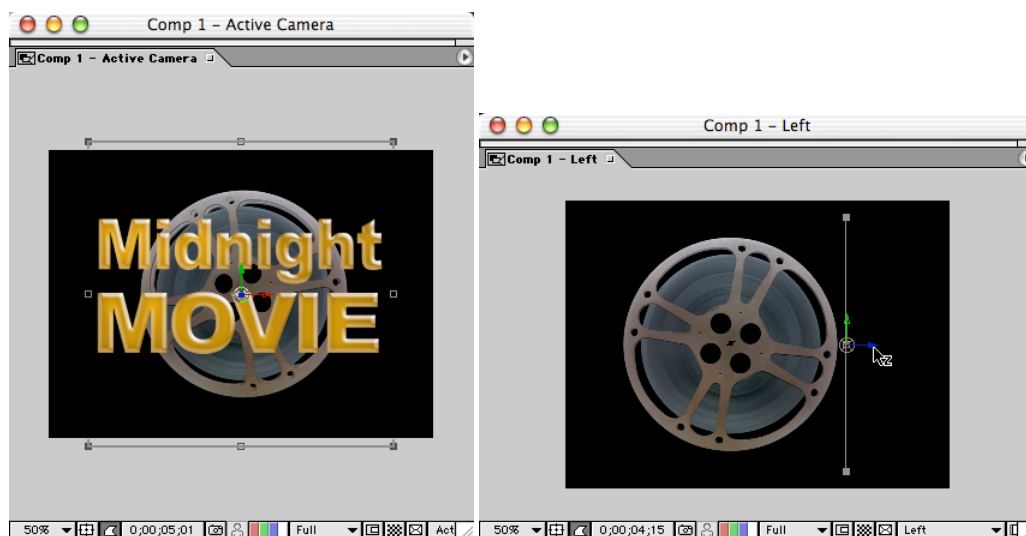 Comp 1 – Active Camera
Comp 1 – Active Camera
Midnight
MOVIE
50% 0;00;05;01 Full Act
Comp 1 – Left
Comp 1 – Left
Z
50% 0;00;04;15 Full Left